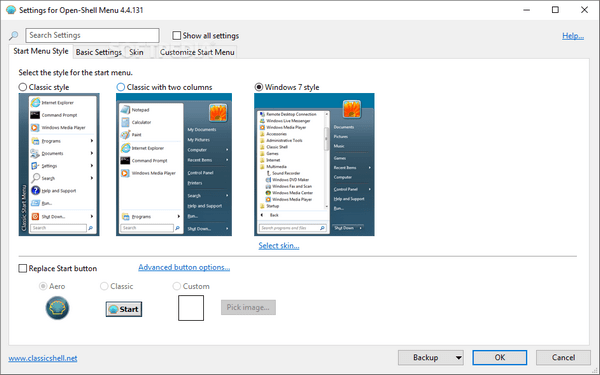 Settings for Open-Shell Menu 4.4.131
Search Settings
Show all settings
Help...
Start Menu Style
Basic Settings
Skin
Customize Start Menu
Select the style for the start menu.
Classic style
Classic with two columns
Windows 7 style
Internet Explorer
Command Prompt
Windows Media Player
Programs
Documents
Settings
Search
Help and Support
Run...
Shut Down...
Search
Classic Start Menu
Notepad
Calculator
Paint
Internet Explorer
Command Prompt
Windows Media Player
Programs
Search
My Documents
My Pictures
Computer
Recent Items
Control Panel
Printers
Search
Help and Support
Run...
Shut Down...
Remote Desktop Connection
Windows Live Messenger
Windows Media Player
Accessories
Administrative Tools
Classic Shell
Games
Internet
Multimedia
Sound Recorder
Windows DVD Maker
Windows Fax and Scan
Windows Media Center
Windows Media Player
Startup
Back
Search programs and files
Documents
Pictures
Music
Games
Recent Items
Computer
Control Panel
Help and Support
Run...
Shut Down
Select skin...
Replace Start button
Advanced button options...
Aero
Classic
Custom
Start
Pick image...
www.classicshell.net
Backup
OK
Cancel